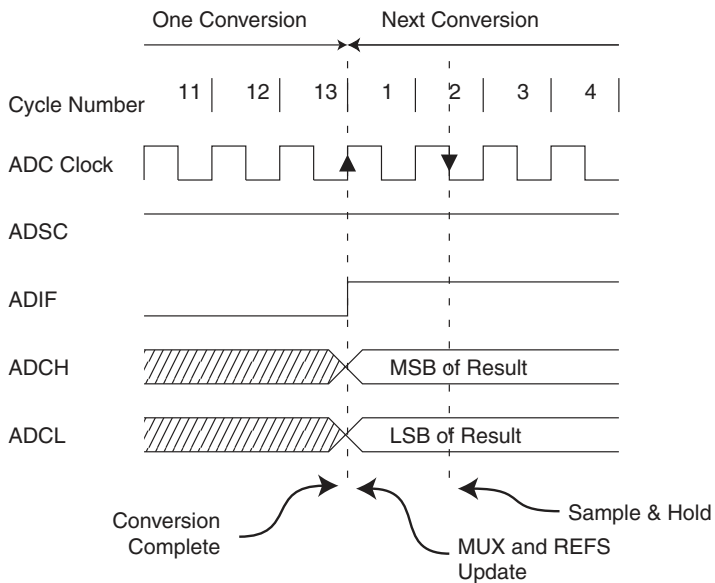 One Conversion Next Conversion
Cycle Number 11 12 13 1 2 3 4
ADC Clock
ADSC
ADIF
ADCH MSB of Result
ADCL LSB of Result
Conversion
Complete
MUX and REFS
Update
Sample & Hold